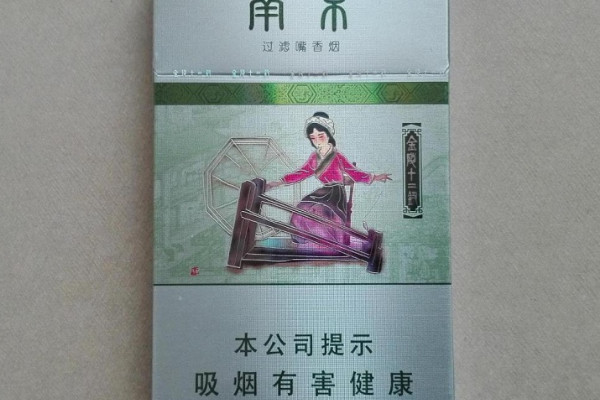 南京
过滤嘴香烟
金陵十二钗
本公司提示
吸烟有害健康